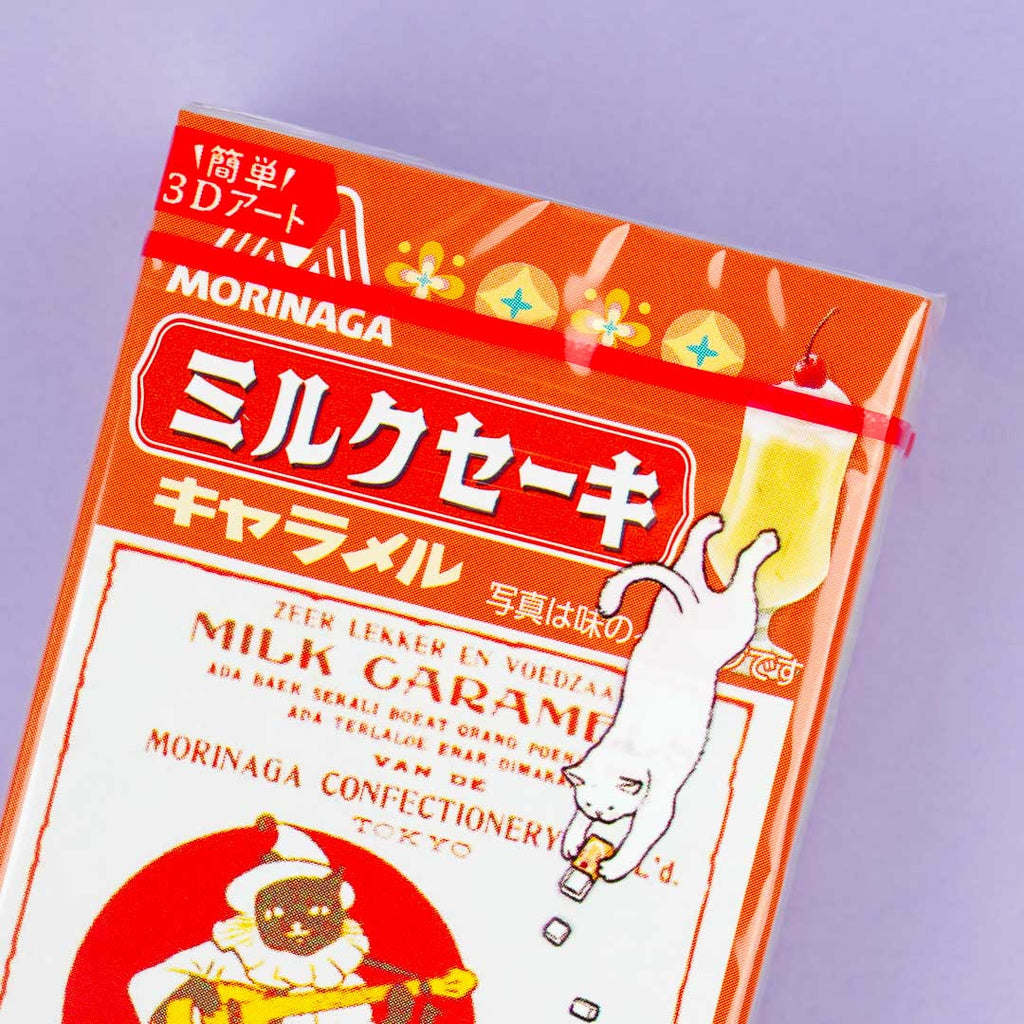 簡単
3Dアート
MORINAGA
ミルクセーキ
キャラメル
写真は味の
です
ZEER LEKKER EN VOEDZAA
MILK CARAME
ADA BAEK SEKALI BOEAT ORANG POEN
ADA TERLALOE ENAK DIMAKA
VAN DE
MORINAGA CONFECTIONERY L'd.
TOKYO